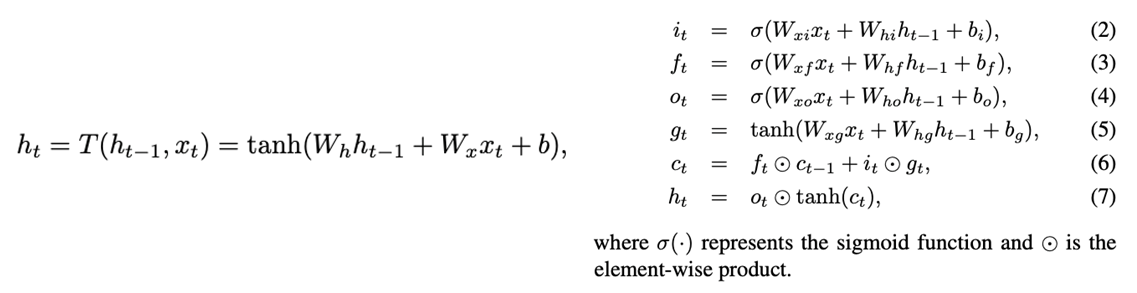 h_t = T(h_{t−1}, x_t) = tanh(W_h h_{t−1} + W_x x_t + b),
i_t = σ(W_{xi} x_t + W_{hi} h_{t−1} + b_i), (2)
f_t = σ(W_{xf} x_t + W_{hf} h_{t−1} + b_f), (3)
o_t = σ(W_{xo} x_t + W_{ho} h_{t−1} + b_o), (4)
g_t = tanh(W_{xg} x_t + W_{hg} h_{t−1} + b_g), (5)
c_t = f_t ⊙ c_{t−1} + i_t ⊙ g_t, (6)
h_t = o_t ⊙ tanh(c_t), (7)
where σ(·) represents the sigmoid function and ⊙ is the
element-wise product.